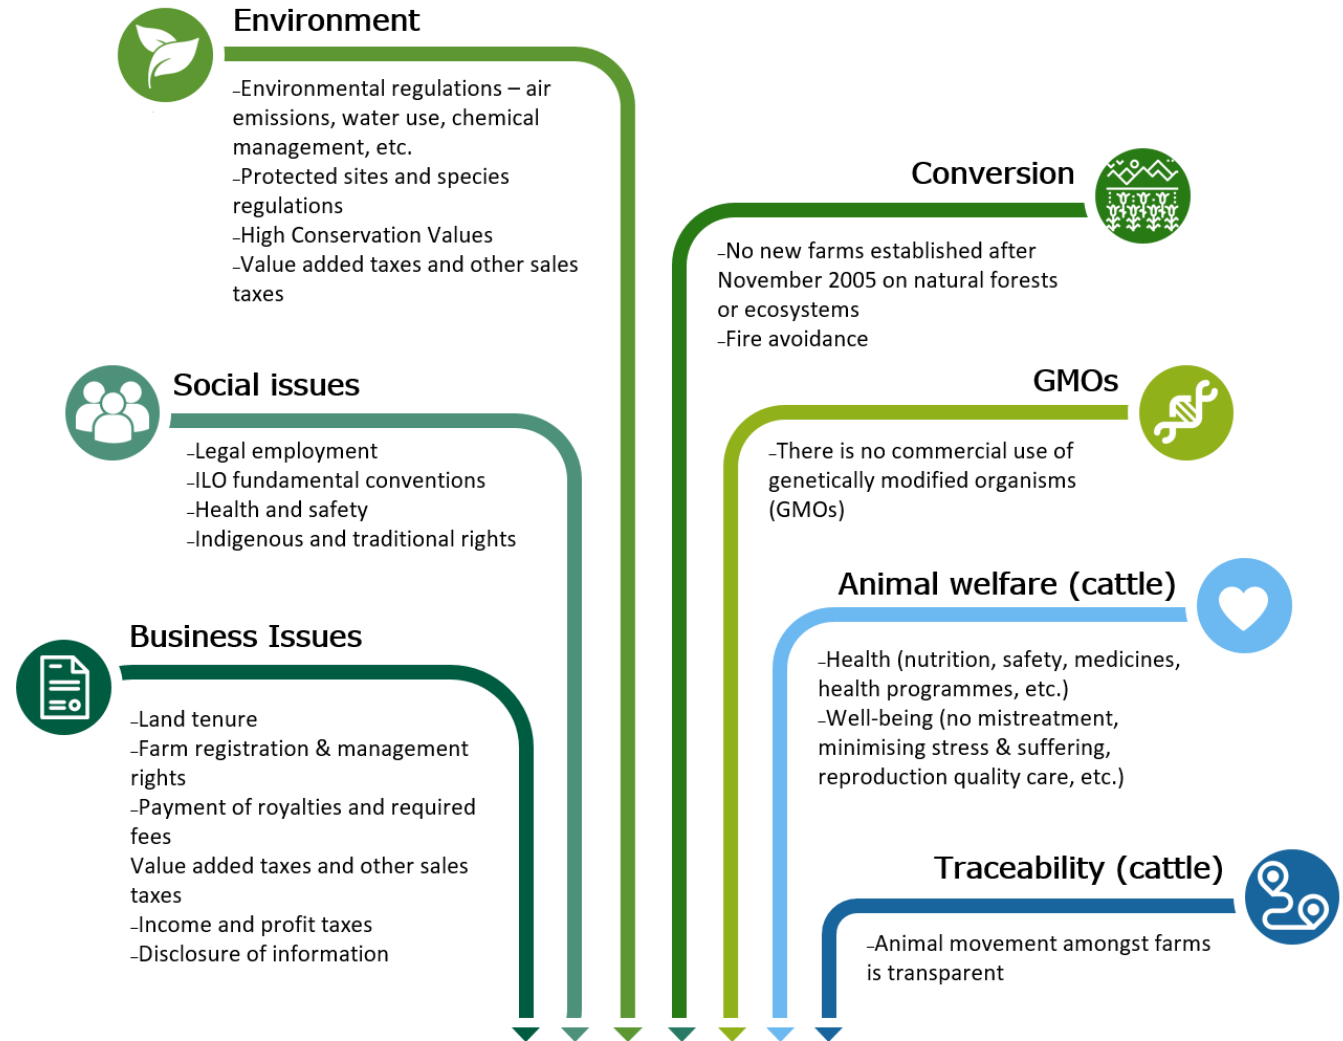 Environment
–Environmental regulations – air
emissions, water use, chemical
management, etc.
–Protected sites and species
regulations
–High Conservation Values
–Value added taxes and other sales
taxes
Social issues
–Legal employment
–ILO fundamental conventions
–Health and safety
–Indigenous and traditional rights
Business Issues
–Land tenure
–Farm registration & management
rights
–Payment of royalties and required
fees
Value added taxes and other sales
taxes
–Income and profit taxes
–Disclosure of information
Conversion
–No new farms established after
November 2005 on natural forests
or ecosystems
–Fire avoidance
GMOs
–There is no commercial use of
genetically modified organisms
(GMOs)
Animal welfare (cattle)
–Health (nutrition, safety, medicines,
health programmes, etc.)
–Well-being (no mistreatment,
minimising stress & suffering,
reproduction quality care, etc.)
Traceability (cattle)
–Animal movement amongst farms
is transparent